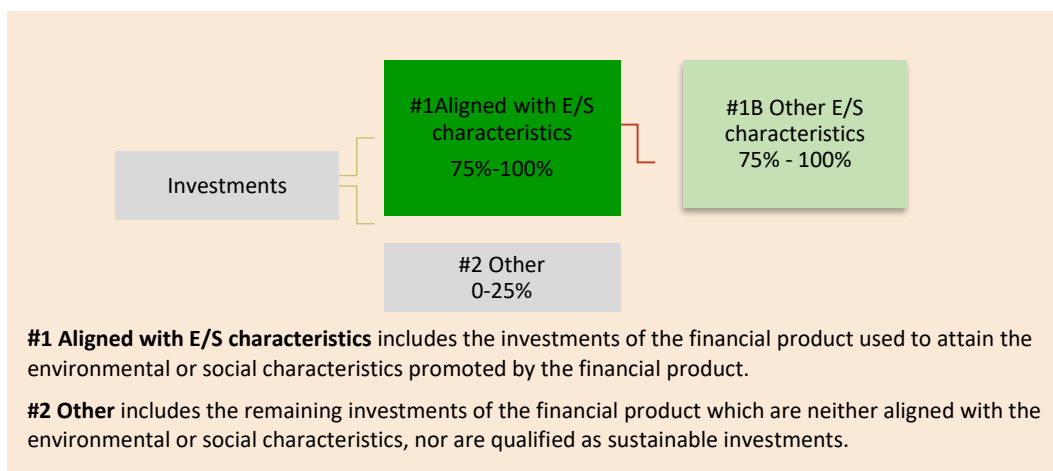 Investments
#1Aligned with E/S
characteristics
75%-100%
#1B Other E/S
characteristics
75% - 100%
#2 Other
0-25%
#1 Aligned with E/S characteristics includes the investments of the financial product used to attain the
environmental or social characteristics promoted by the financial product.
#2 Other includes the remaining investments of the financial product which are neither aligned with the
environmental or social characteristics, nor are qualified as sustainable investments.